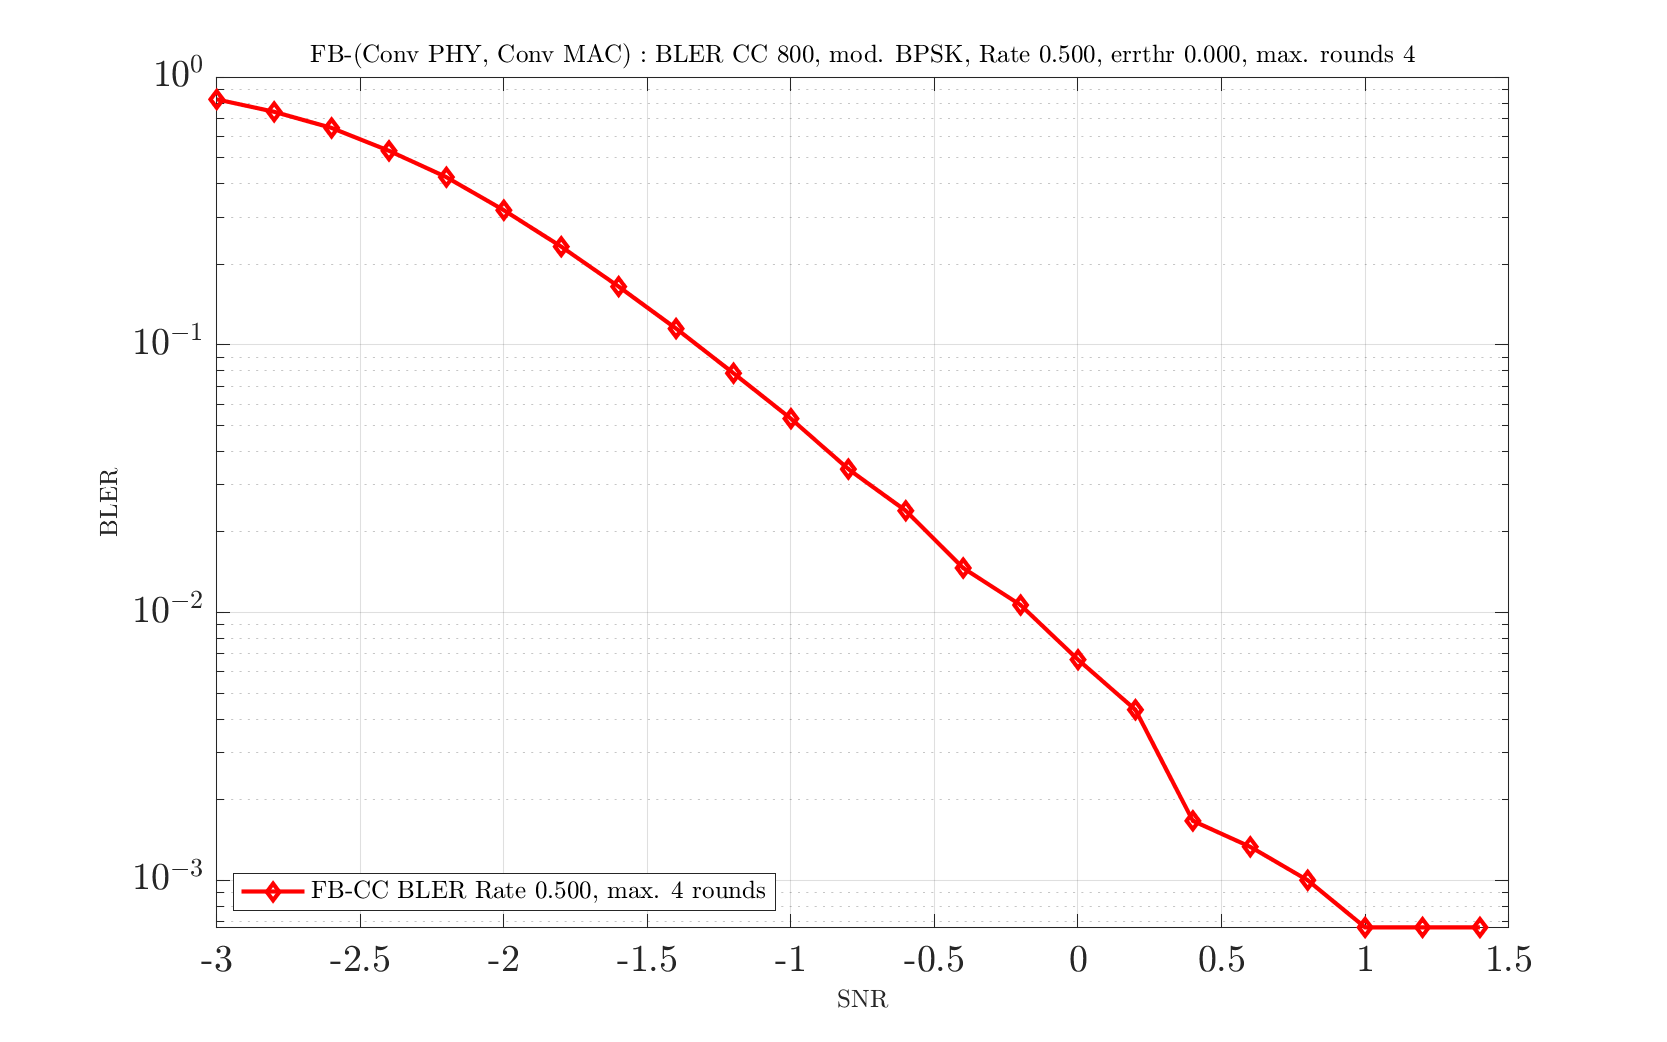 FB-(Conv PHY, Conv MAC) : BLER CC 800, mod. BPSK, Rate 0.500, errthr 0.000, max. rounds 4
10^0
10^{-1}
10^{-2}
10^{-3}
BLER
FB-CC BLER Rate 0.500, max. 4 rounds
-3 -2.5 -2 -1.5 -1 -0.5 0 0.5 1 1.5
SNR